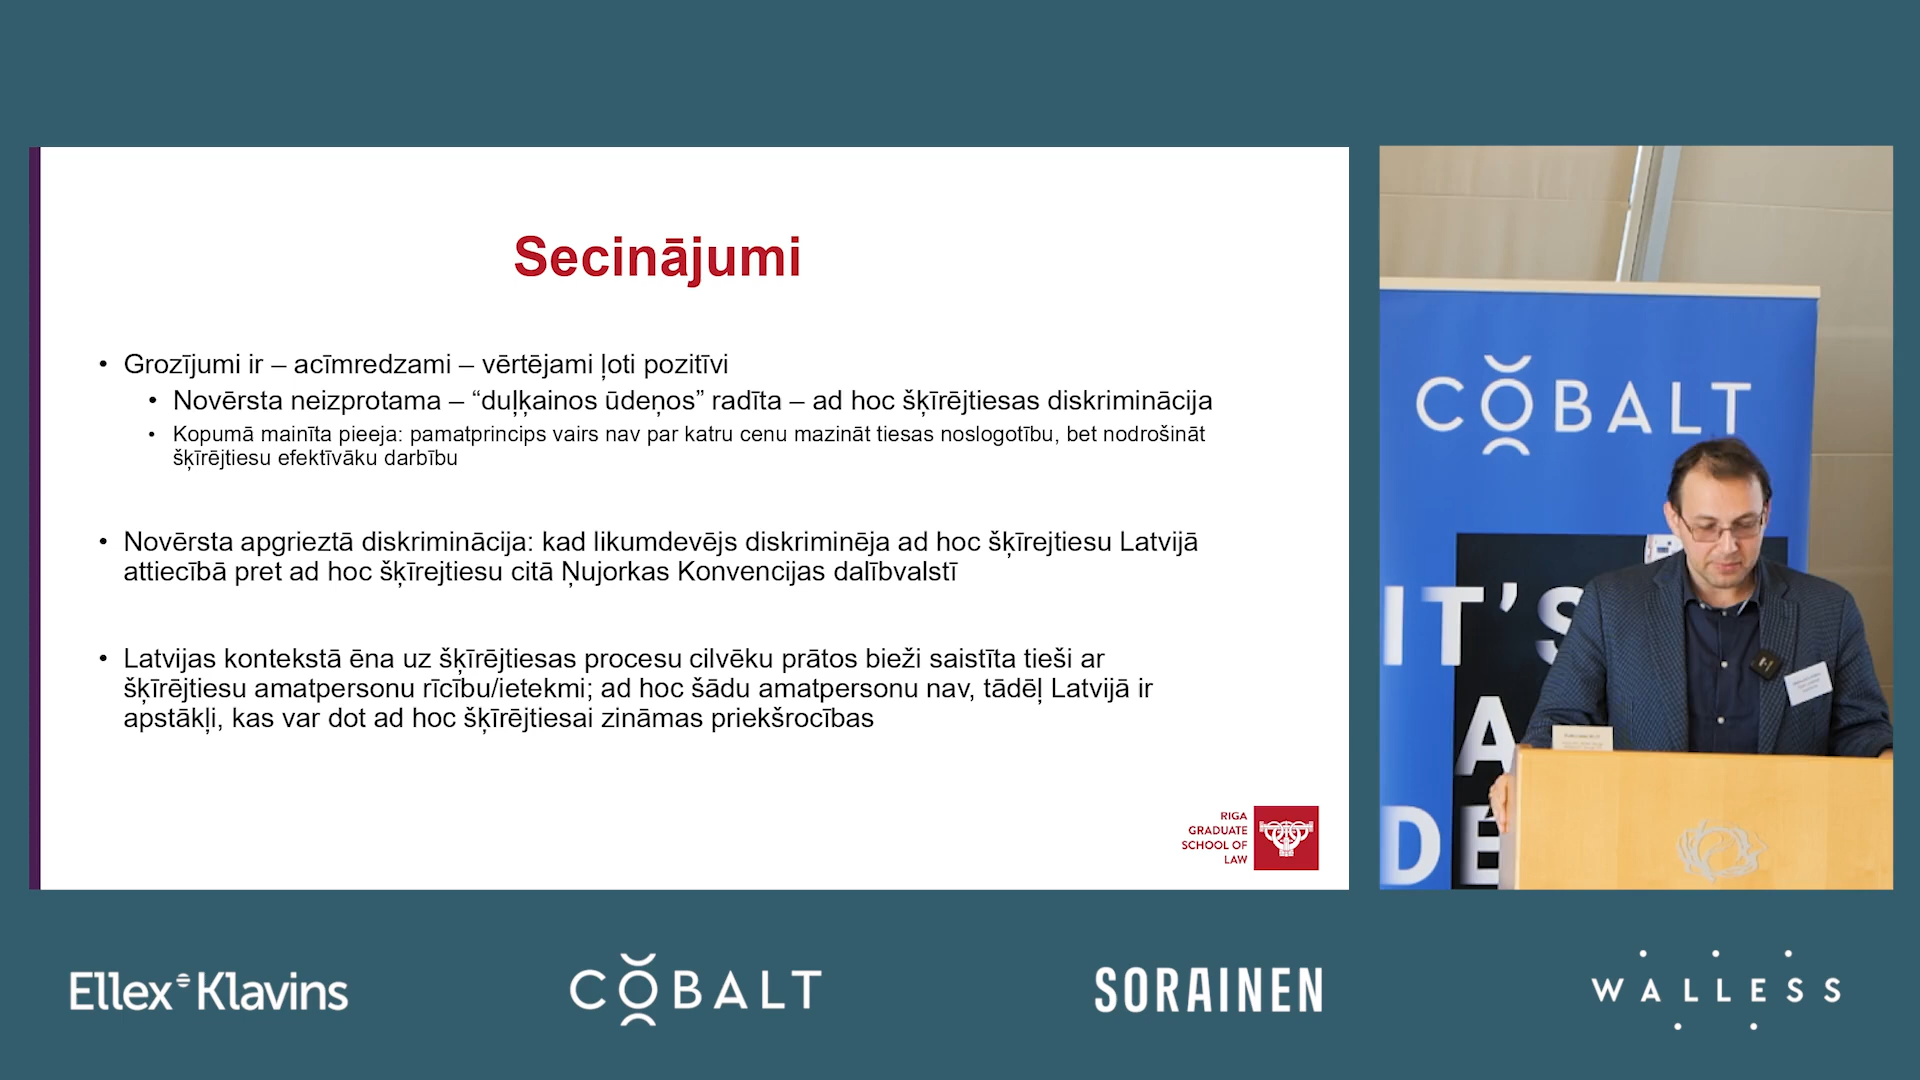 Secinājumi
• Grozījumi ir – acīmredzami – vērtējami ļoti pozitīvi
• Novērsta neizprotama – “duļķainos ūdeņos” radīta – ad hoc šķīrējtiesas diskriminācija
• Kopumā mainīta pieeja: pamatprincips vairs nav par katru cenu mazināt tiesas noslogotību, bet nodrošināt
šķīrējtiesu efektīvāku darbību
• Novērsta apgrieztā diskriminācija: kad likumdevējs diskriminēja ad hoc šķīrejtiesu Latvijā
attiecībā pret ad hoc šķīrejtiesu citā Ņujorkas Konvencijas dalībvalstī
• Latvijas kontekstā ēna uz šķīrējtiesas procesu cilvēku prātos bieži saistīta tieši ar
šķīrējtiesu amatpersonu rīcību/ietekmi; ad hoc šādu amatpersonu nav, tādēļ Latvijā ir
apstākļi, kas var dot ad hoc šķīrējtiesai zināmas priekšrocības
RIGA
GRADUATE
SCHOOL OF
LAW
COBALT
IT’S
A
DE
Ellex Klavins
COBALT
SORAINEN
WALLESS